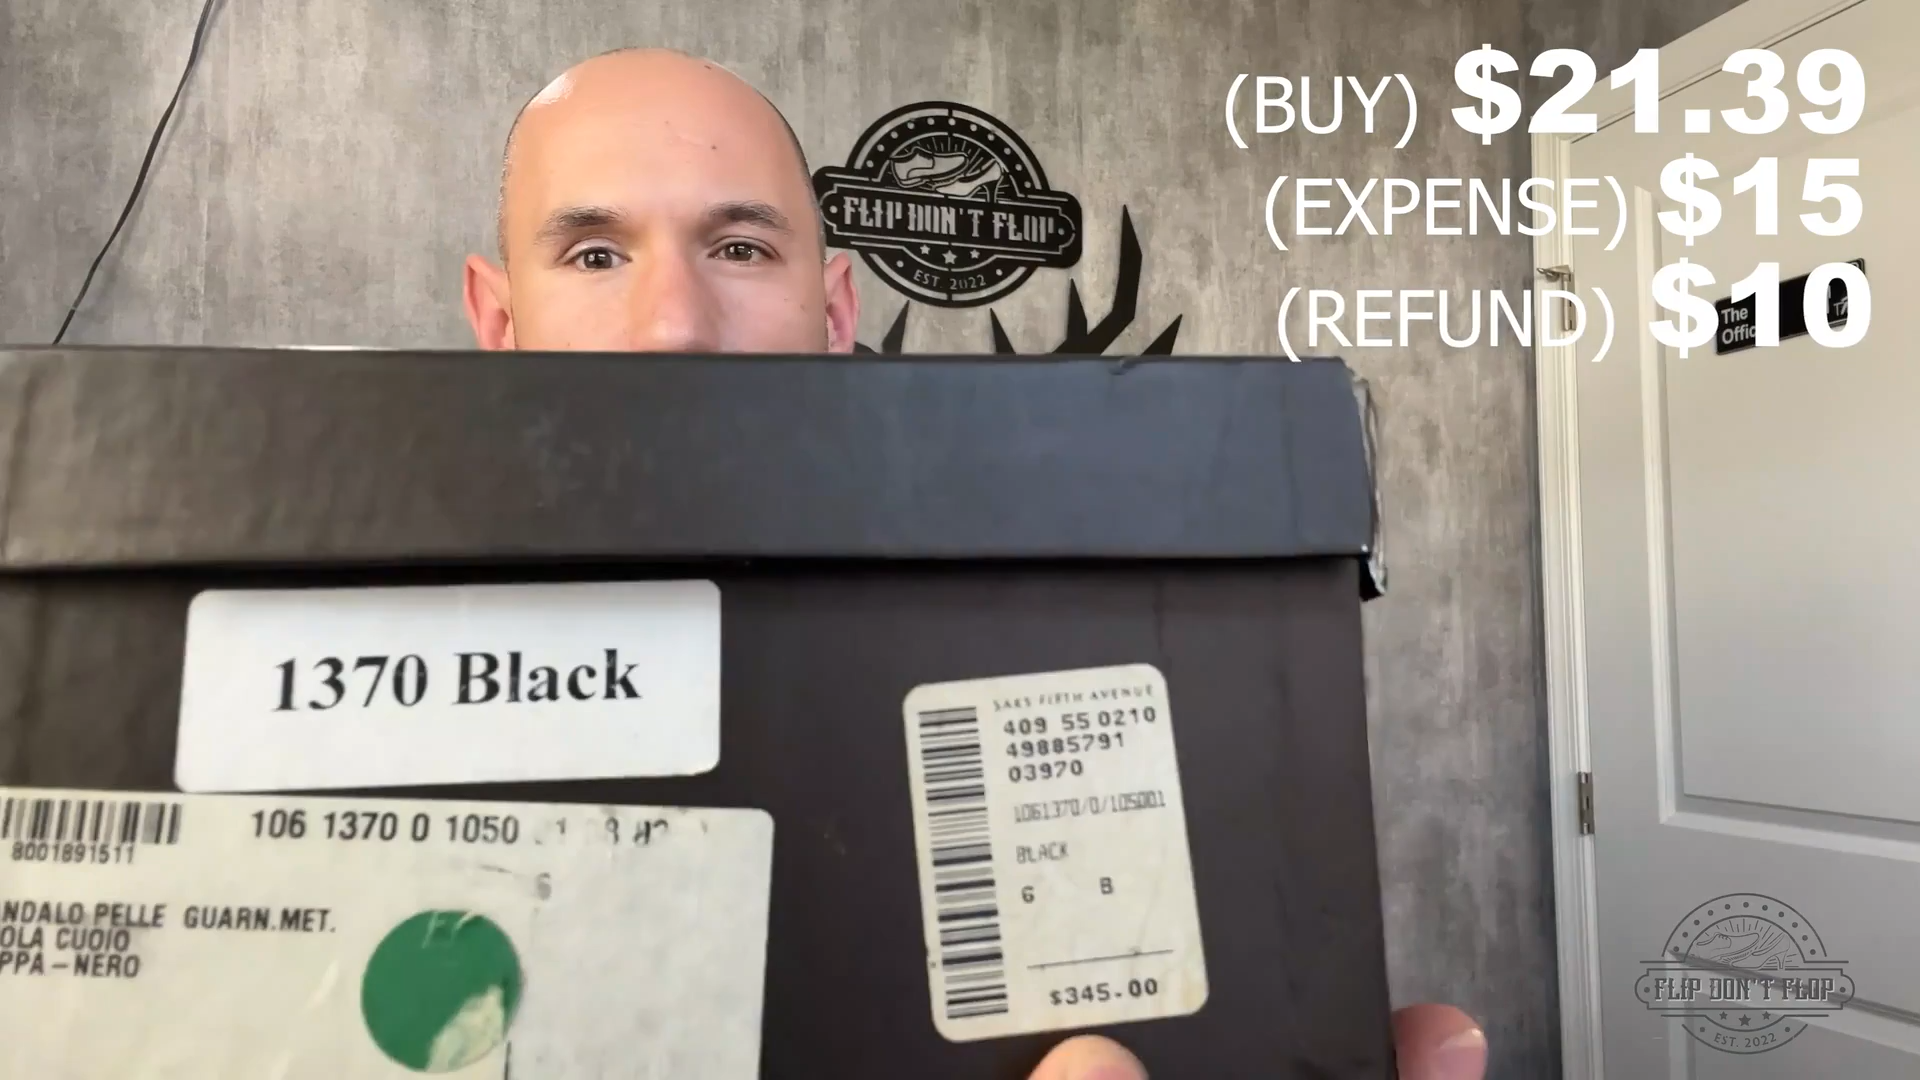 (BUY) $21.39
(EXPENSE) $15
(REFUND) $10
FLIP DON'T FLOP
EST. 2022
The
Offic
1370 Black
SAKS FIFTH AVENUE
409 55 0210
49885791
03970
1061370/0/105001
BLACK
6 B
$345.00
106 1370 0 1050
8001891511
6
NDALO PELLE GUARN.MET.
OLA CUOIO
PPA-NERO
FLIP DON'T FLOP
EST. 2022